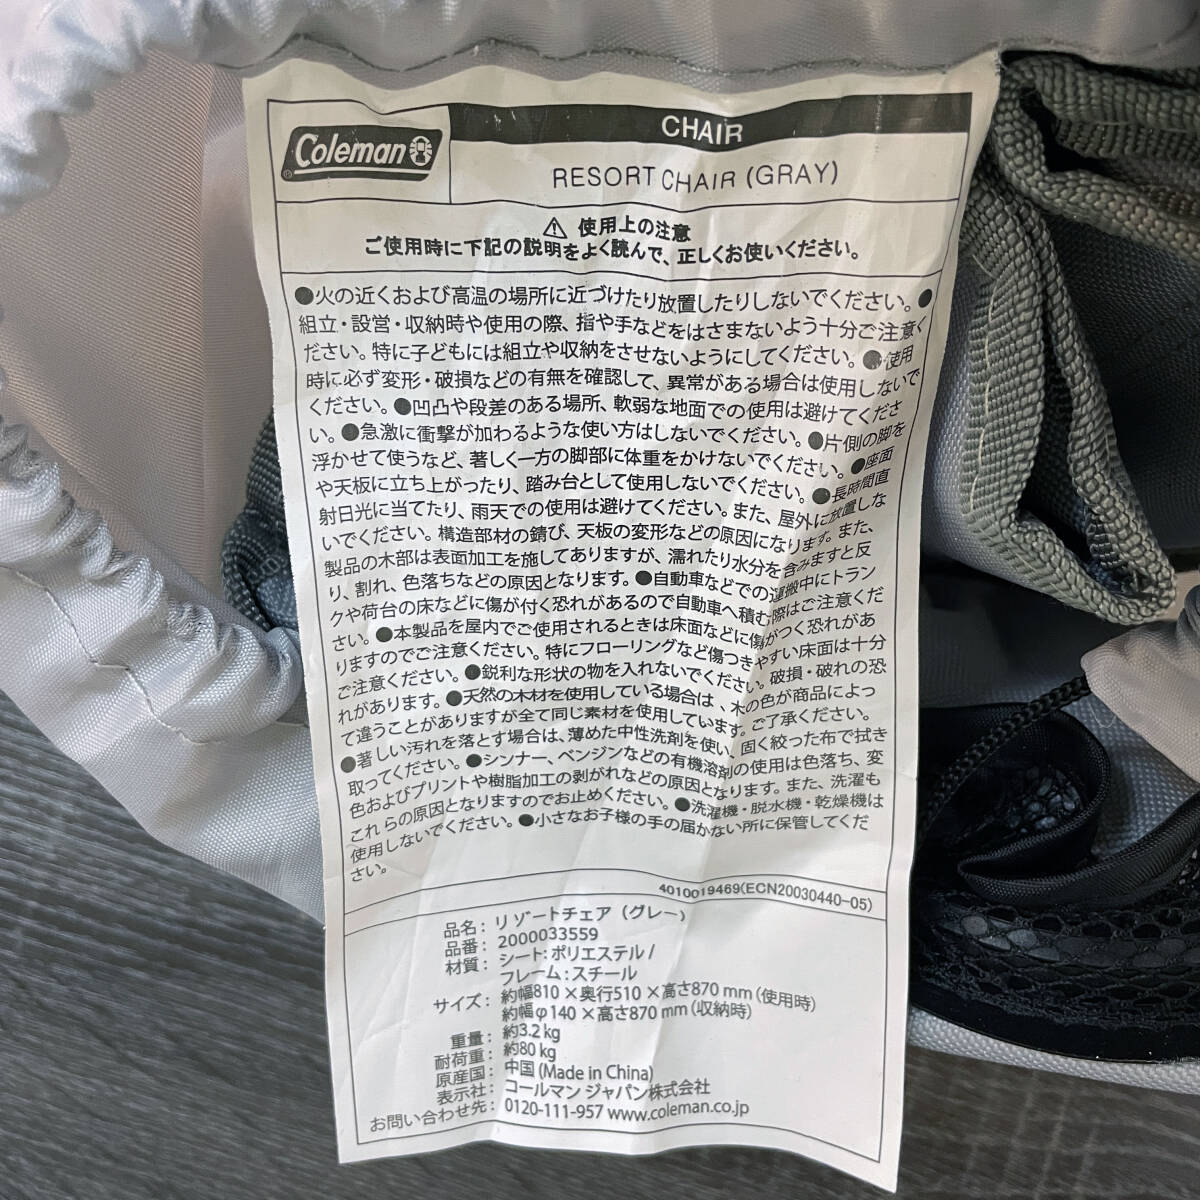 Coleman
CHAIR
RESORT CHAIR (GRAY)
⚠ 使用上の注意
ご使用時に下記の説明をよく読んで、正しくお使いください。
●火の近くおよび高温の場所に近づけたり放置したりしないでください。●
組立・設営・収納時や使用の際、指や手などをはさまないよう十分ご注意く
ださい。特に子どもには組立や収納をさせないようにしてください。●使用
時に必ず変形・破損などの有無を確認して、異常がある場合は使用しないで
ください。●凹凸や段差のある場所、軟弱な地面での使用は避けてくださ
い。●急激に衝撃が加わるような使い方はしないでください。●片側の脚を
浮かせて使うなど、著しく一方の脚部に体重をかけないでください。●座面
や天板に立ち上がったり、踏み台として使用しないでください。●長時間直
射日光に当てたり、雨天での使用は避けてください。また、屋外に放置しな
いでください。構造部材の錆び、天板の変形などの原因になります。また、
製品の木部は表面加工を施してありますが、濡れたり水分を含みますと反
り、割れ、色落ちなどの原因となります。●自動車などでの運搬中にトラン
クや荷台の床などに傷が付く恐れがあるので自動車へ積む際はご注意くだ
さい。●本製品を屋内でご使用されるときは床面などに傷がつく恐れがあ
りますのでご注意ください。特にフローリングなど傷つきやすい床面は十分
ご注意ください。●鋭利な形状の物を入れないでください。破損・破れの恐
れがあります。●天然の木材を使用している場合は、木の色が商品によっ
て違うことがありますが全て同じ素材を使用しています。ご了承ください。
●著しい汚れを落とす場合は、薄めた中性洗剤を使い、固く絞った布で拭き
取ってください。●シンナー、ベンジンなどの有機溶剤の使用は色落ち、変
色およびプリントや樹脂加工の剥がれなどの原因となります。また、洗濯も
これらの原因となりますのでお止めください。●洗濯機・脱水機・乾燥機は
使用しないでください。●小さなお子様の手の届かない所に保管してくだ
さい。
4010019469(ECN20030440-05)
品名: リゾートチェア (グレー)
品番: 2000033559
材質: シート:ポリエステル /
フレーム:スチール
サイズ: 約幅810×奥行510×高さ870 mm (使用時)
約幅φ140×高さ870 mm (収納時)
重量: 約3.2kg
耐荷重: 約80kg
原産国: 中国 (Made in China)
表示社: コールマン ジャパン株式会社
お問い合わせ先: 0120-111-957 www.coleman.co.jp